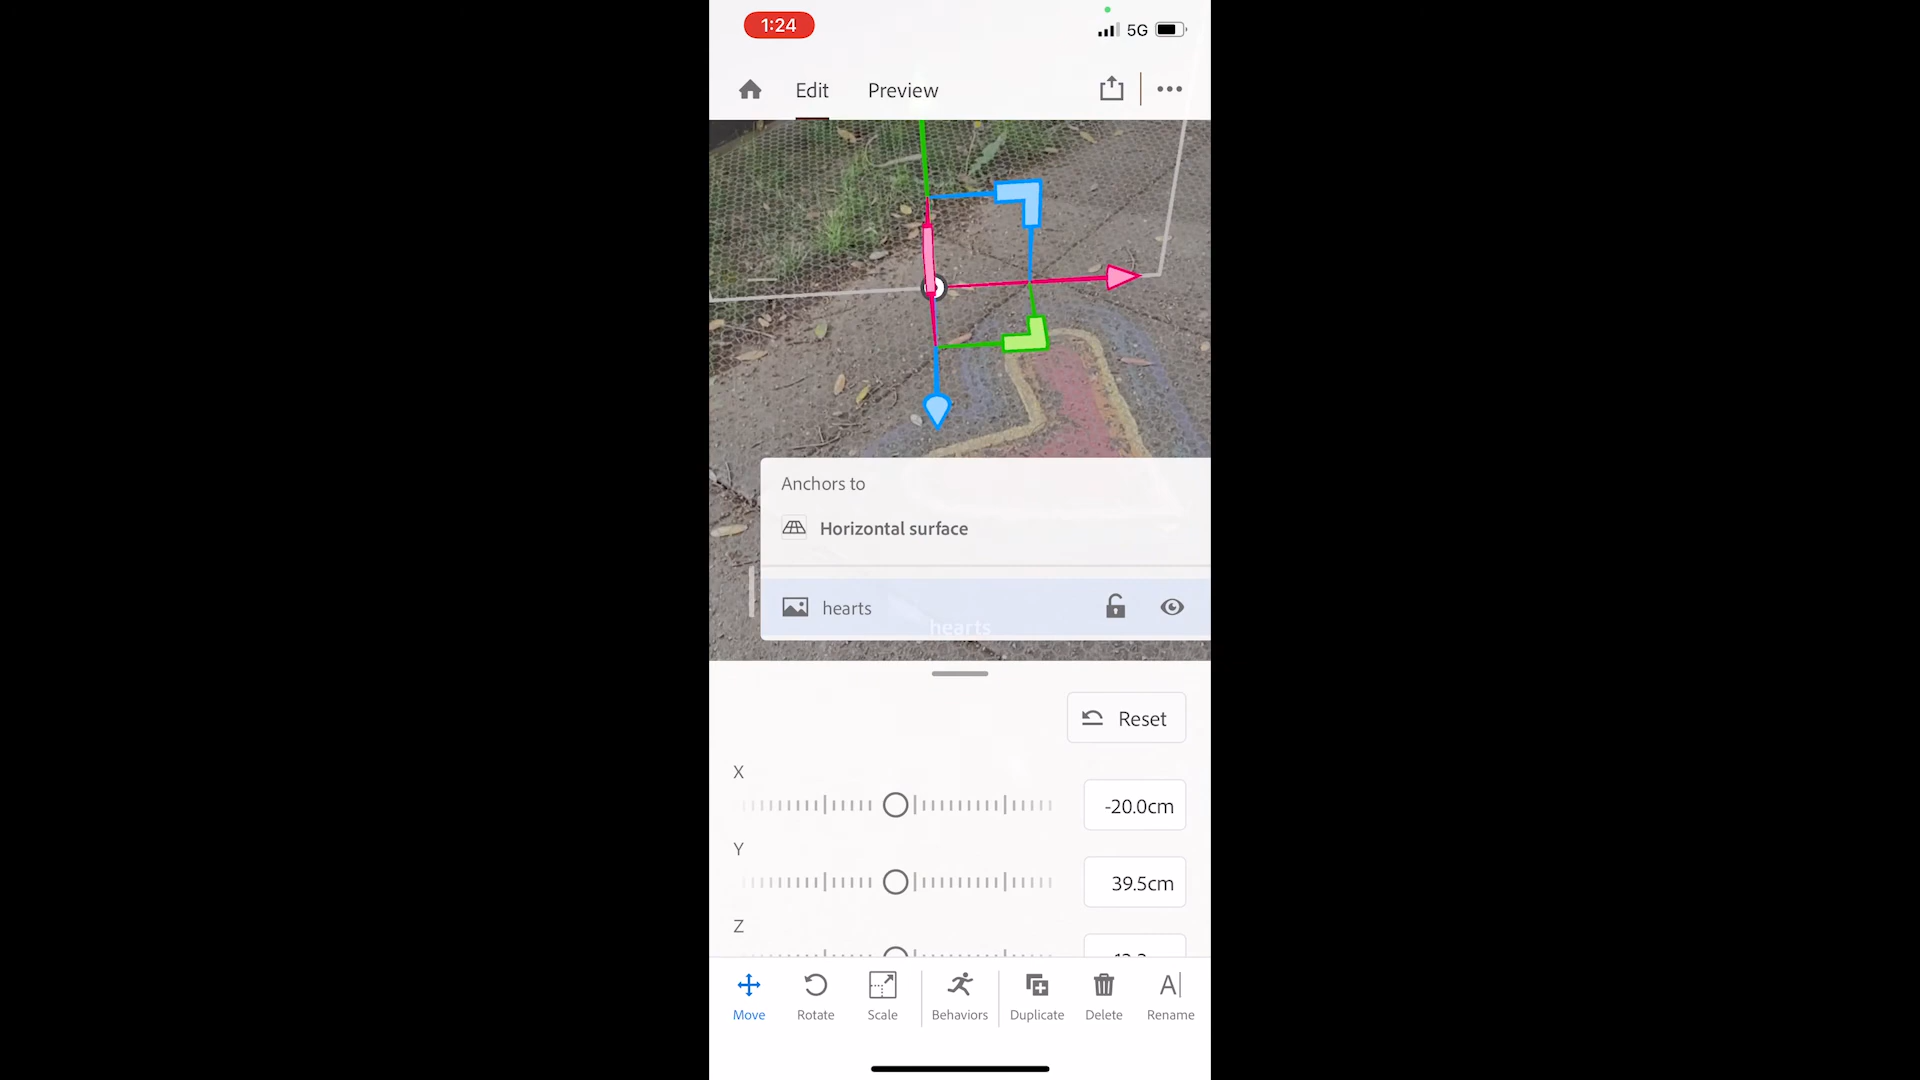 1:24
5G
Edit
Preview
Anchors to
Horizontal surface
hearts
hearts
Reset
X
-20.0cm
Y
39.5cm
Z
Move
Rotate
Scale
Behaviors
Duplicate
Delete
A
Rename